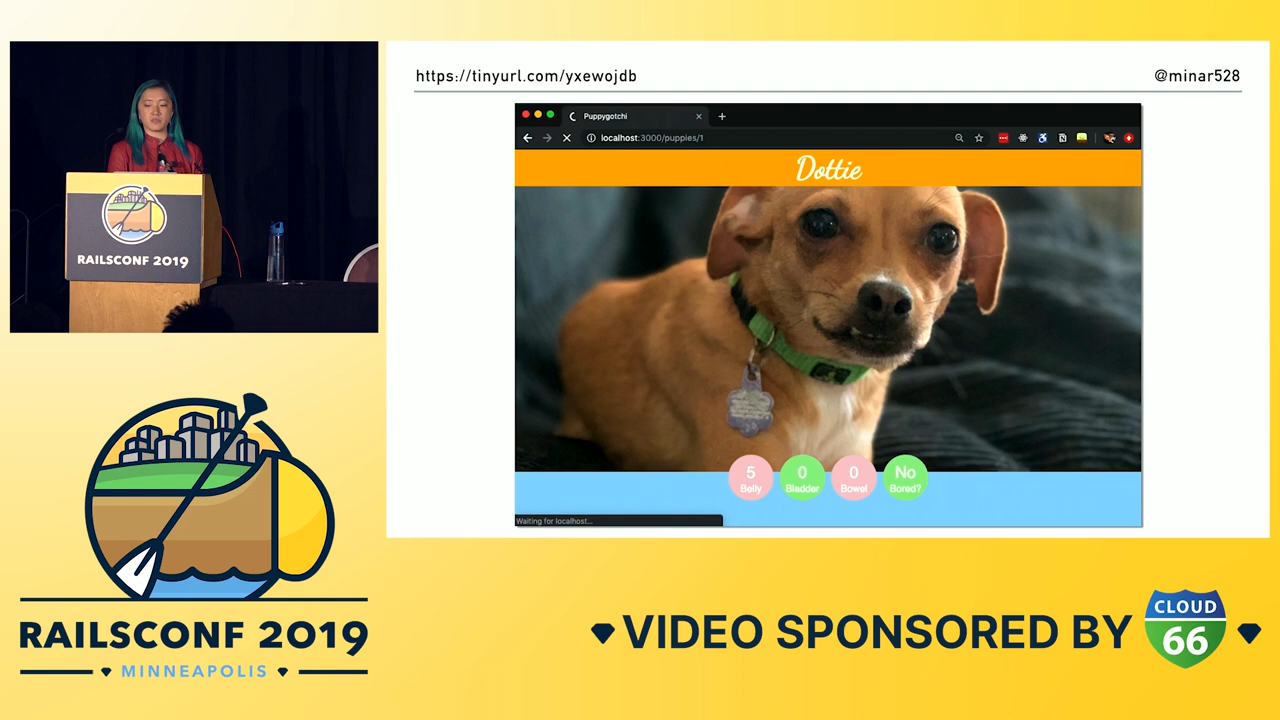 https://tinyurl.com/yxewojdb
@minar528
Puppygotchi
localhost:3000/puppies/1
Dottie
5
Belly
0
Bladder
0
Bowel
No
Bored?
Waiting for localhost...
RAILSCONF 2019
RAILSCONF 2019
MINNEAPOLIS
VIDEO SPONSORED BY
CLOUD
66